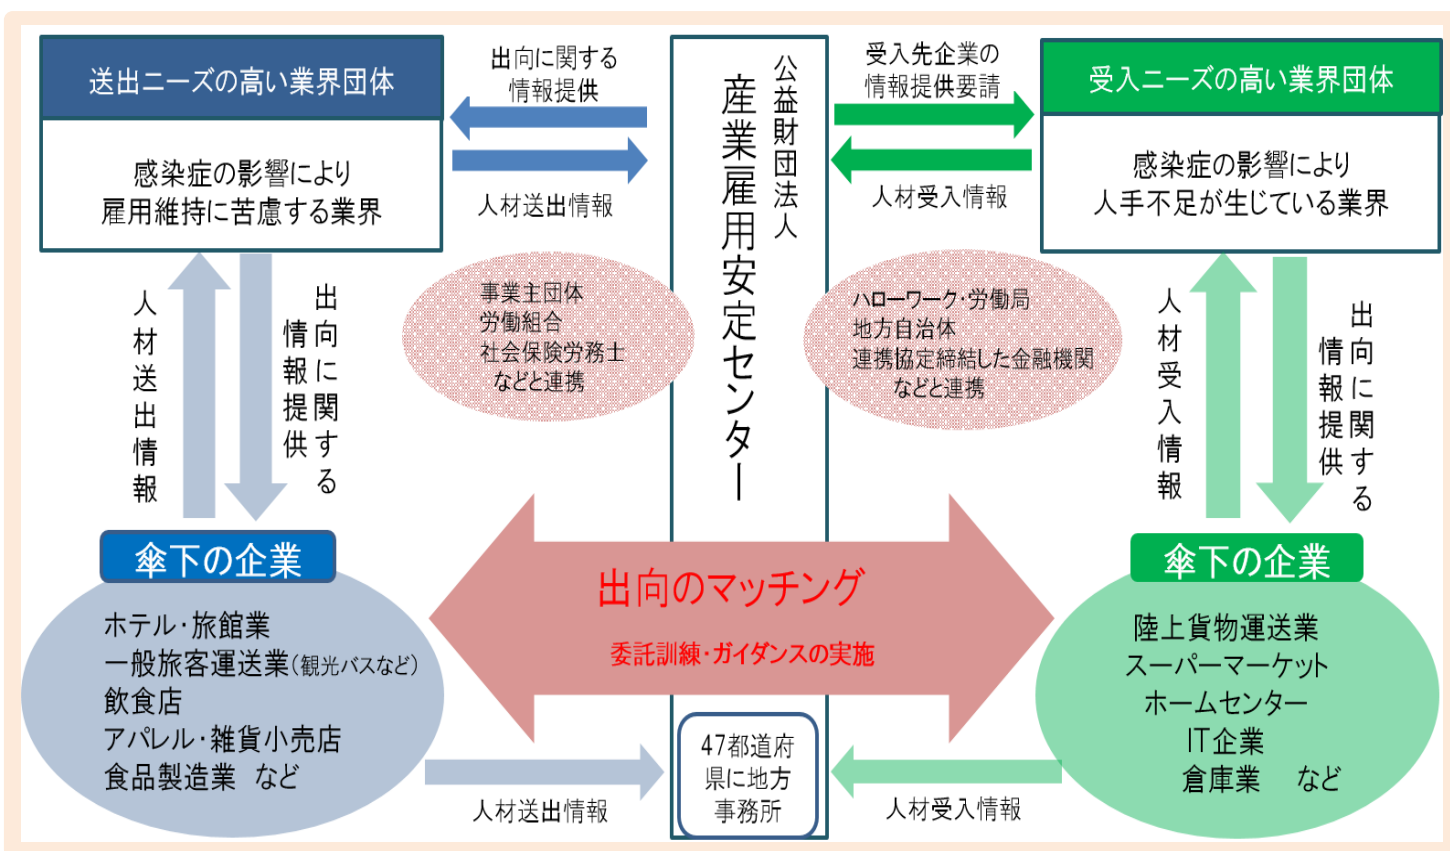 送出ニーズの高い業界団体
感染症の影響により
雇用維持に苦慮する業界
出向に関する
情報提供
人材送出情報
公益財団法人
産業雇用安定センター
受入先企業の
情報提供要請
人材受入情報
受入ニーズの高い業界団体
感染症の影響により
人手不足が生じている業界
人材送出情報
出向に関する
情報提供
事業主団体
労働組合
社会保険労務士
などと連携
ハローワーク・労働局
地方自治体
連携協定締結した金融機関
などと連携
人材受入情報
出向に関する
情報提供
傘下の企業
ホテル・旅館業
一般旅客運送業(観光バスなど)
飲食店
アパレル・雑貨小売店
食品製造業 など
出向のマッチング
委託訓練・ガイダンスの実施
傘下の企業
陸上貨物運送業
スーパーマーケット
ホームセンター
IT企業
倉庫業 など
人材送出情報
47都道府
県に地方
事務所
人材受入情報